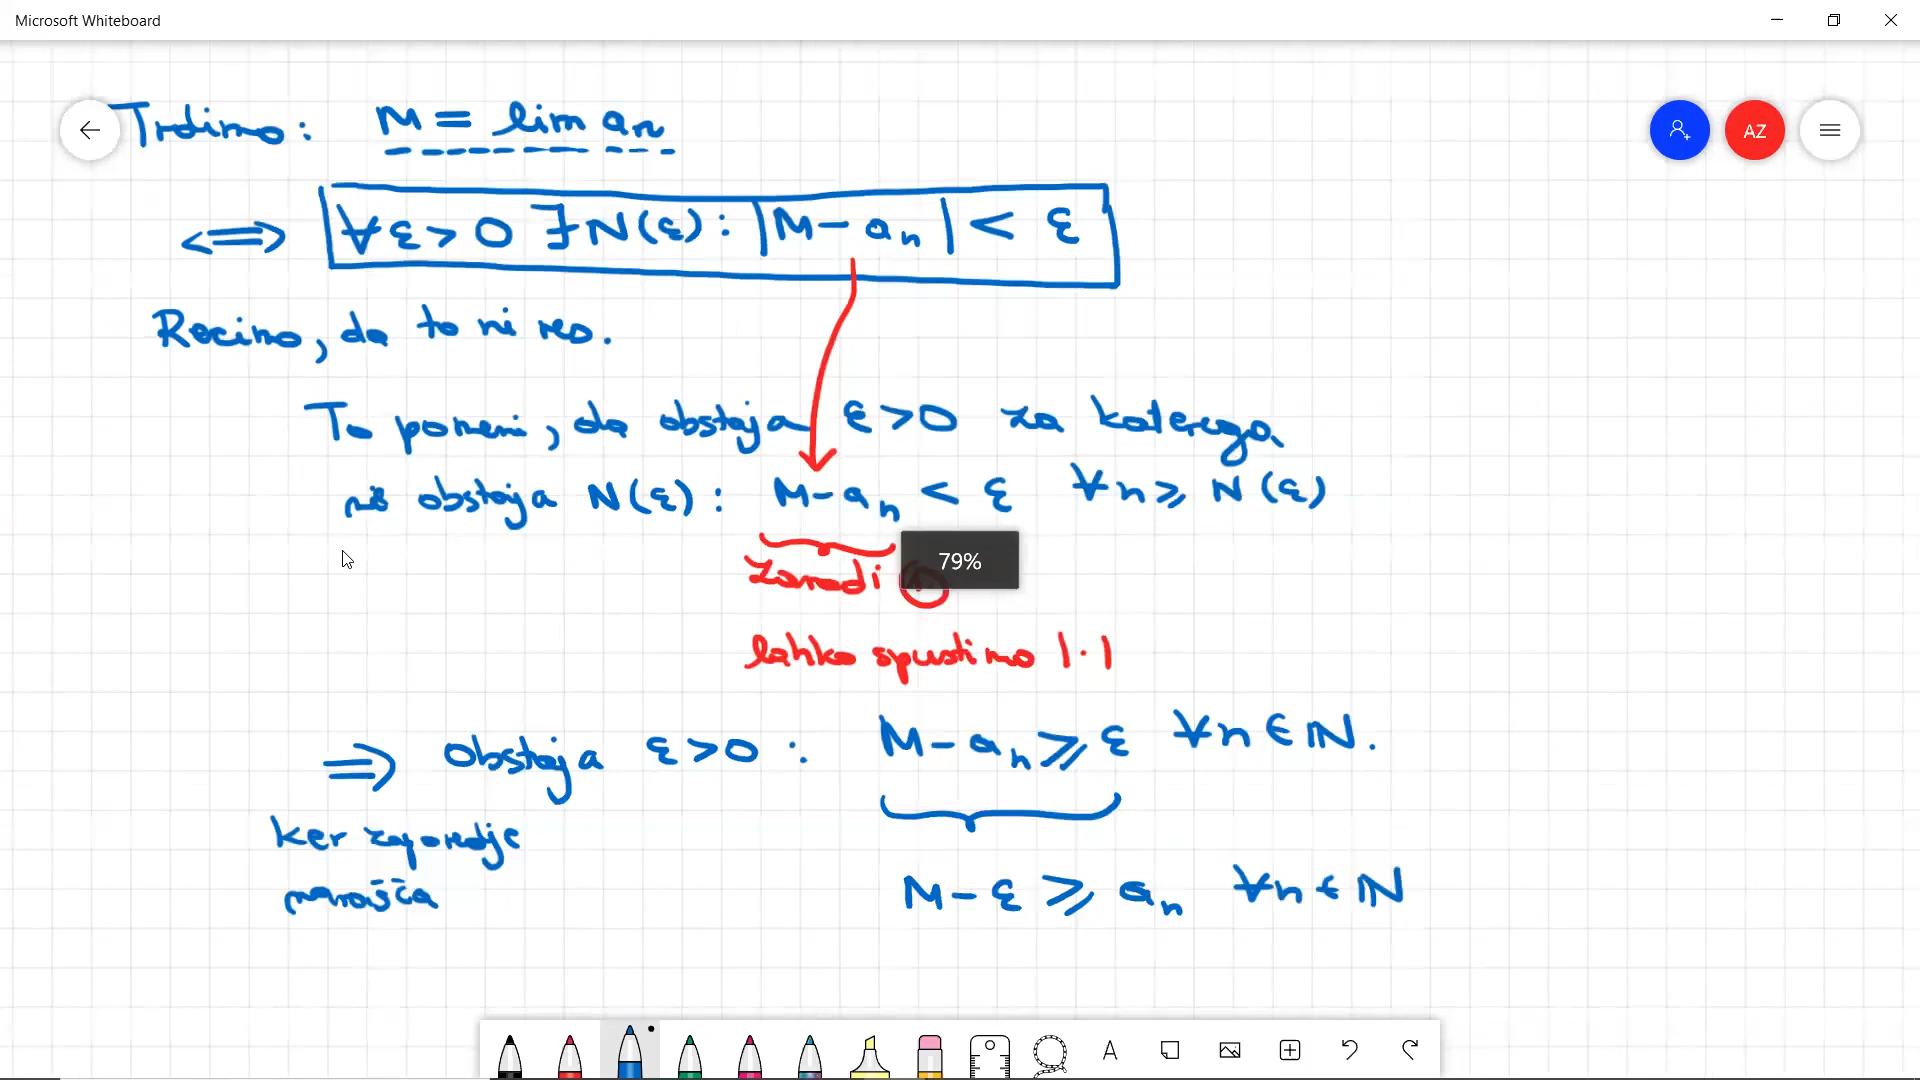 Microsoft Whiteboard
AZ
Trdimo: M = lim aₙ
⟺ ∀ε>0 ∃N(ε): |M-aₙ| < ε
Recimo, da to ni res.
To pomeni, da obstaja ε>0 za katerega
ne obstaja N(ε): M-aₙ < ε ∀n≥N(ε)
79%
zaradi
lahko spustimo |·|
⟹ Obstaja ε>0: M-aₙ ≥ ε ∀n∈ℕ.
ker zaporedje
narašča
M-ε ≥ aₙ ∀n∈ℕ